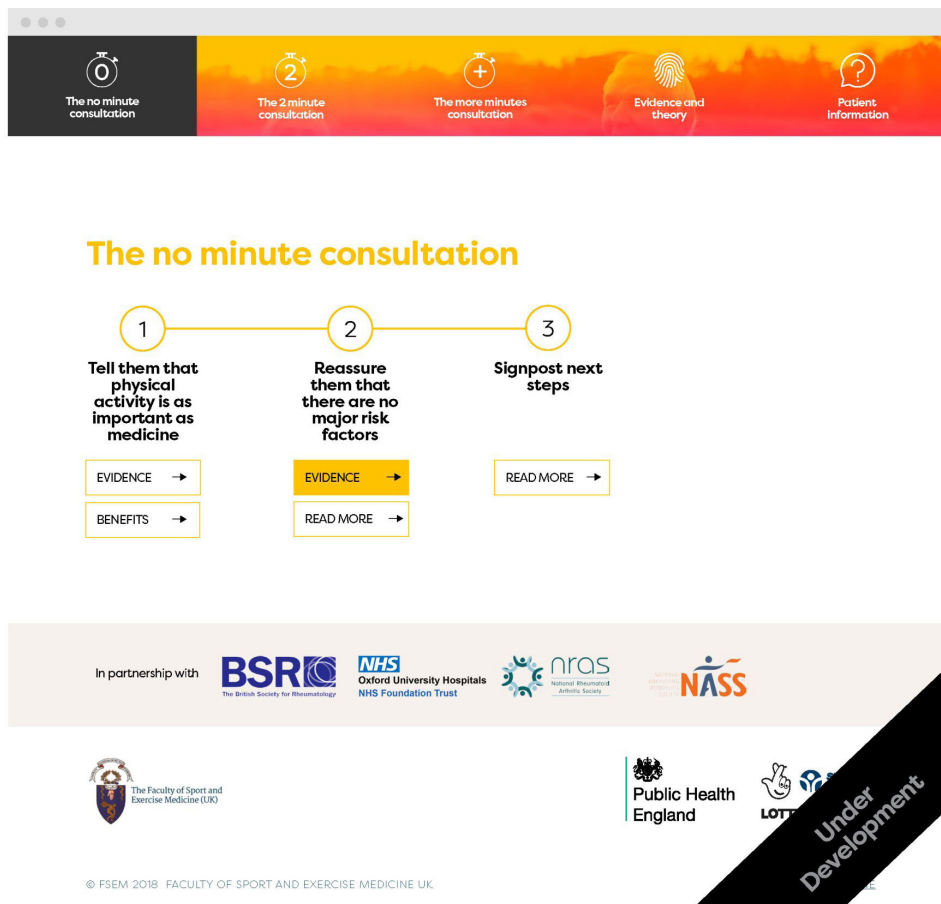 0
The no minute
consultation
2
The 2 minute
consultation
+
The more minutes
consultation
Evidence and
theory
?
Patient
information
The no minute consultation
1
Tell them that
physical
activity is as
important as
medicine
EVIDENCE →
BENEFITS →
2
Reassure
them that
there are no
major risk
factors
EVIDENCE →
READ MORE →
3
Signpost next
steps
READ MORE →
In partnership with
BSR
The British Society for Rheumatology
NHS
Oxford University Hospitals
NHS Foundation Trust
nras
National Rheumatoid
Arthritis Society
NASS
The Faculty of Sport and
Exercise Medicine (UK)
Public Health
England
Under
Development
© FSEM 2018 FACULTY OF SPORT AND EXERCISE MEDICINE UK.